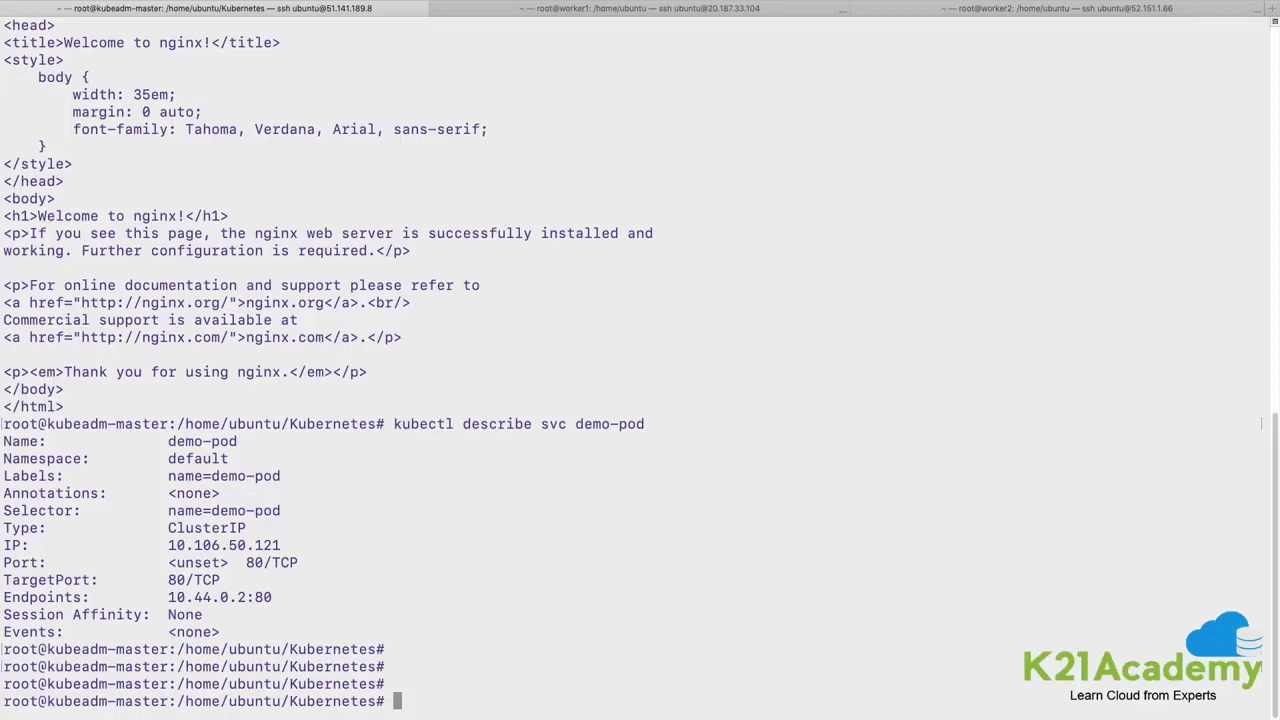 ~ — root@kubeadm-master: /home/ubuntu/Kubernetes — ssh ubuntu@51.141.189.8
~ — root@worker1: /home/ubuntu — ssh ubuntu@20.187.33.104
...
~ — root@worker2: /home/ubuntu — ssh ubuntu@52.151.1.66
... +
<head>
<title>Welcome to nginx!</title>
<style>
    body {
        width: 35em;
        margin: 0 auto;
        font-family: Tahoma, Verdana, Arial, sans-serif;
    }
</style>
</head>
<body>
<h1>Welcome to nginx!</h1>
<p>If you see this page, the nginx web server is successfully installed and
working. Further configuration is required.</p>

<p>For online documentation and support please refer to
<a href="http://nginx.org/">nginx.org</a>.<br/>
Commercial support is available at
<a href="http://nginx.com/">nginx.com</a>.</p>

<p><em>Thank you for using nginx.</em></p>
</body>
</html>
[root@kubeadm-master:/home/ubuntu/Kubernetes# kubectl describe svc demo-pod ]
Name:              demo-pod
Namespace:         default
Labels:            name=demo-pod
Annotations:       <none>
Selector:          name=demo-pod
Type:              ClusterIP
IP:                10.106.50.121
Port:              <unset>  80/TCP
TargetPort:        80/TCP
Endpoints:         10.44.0.2:80
Session Affinity:  None
Events:            <none>
[root@kubeadm-master:/home/ubuntu/Kubernetes#
[root@kubeadm-master:/home/ubuntu/Kubernetes#
[root@kubeadm-master:/home/ubuntu/Kubernetes#
root@kubeadm-master:/home/ubuntu/Kubernetes#
K21Academy
Learn Cloud from Experts